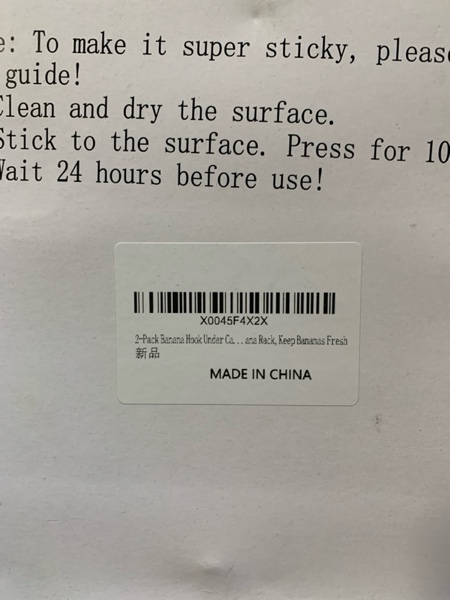 e: To make it super sticky, please
guide!
Clean and dry the surface.
Stick to the surface. Press for 10
Wait 24 hours before use!
X0045F4X2X
2-Pack Banana Hook Under Ca...ana Rack, Keep Bananas Fresh
新品
MADE IN CHINA